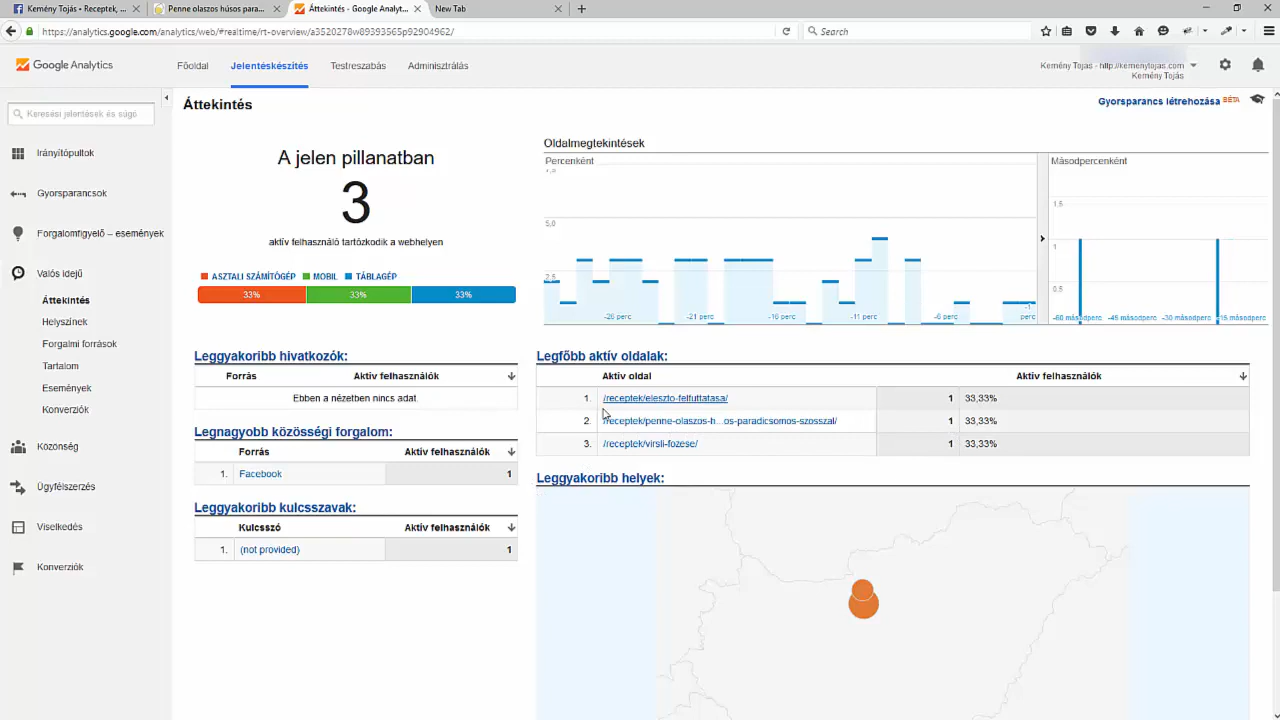 Kemény Tojás • Receptek, ...
Penne olaszos húsos para...
Áttekintés - Google Analyt...
New Tab
https://analytics.google.com/analytics/web/#realtime/rt-overview/a3520278w89393565p92904962/
Search
Google Analytics
Főoldal
Jelentéskészítés
Testreszabás
Adminisztrálás
Kemény Tojás - http://kemenytojas.com
Kemény Tojás
Keresési jelentések és súgó
Áttekintés
Gyorsparancs létrehozása BÉTA
Irányítópultok
Gyorsparancsok
Forgalomfigyelő – események
Valós idejű
Áttekintés
Helyszínek
Forgalmi források
Tartalom
Események
Konverziók
Közönség
Ügyfélszerzés
Viselkedés
Konverziók
A jelen pillanatban
3
aktív felhasználó tartózkodik a webhelyen
ASZTALI SZÁMÍTÓGÉP MOBIL TÁBLAGÉP
33% 33% 33%
Oldalmegtekintések
Percenként
5,0
2,5
-26 perc -21 perc -16 perc -11 perc -6 perc -1 perc
Másodpercenként
1.5
1
0.5
-60 másodperc -45 másodperc -30 másodperc -15 másodperc
Leggyakoribb hivatkozók:
Forrás Aktív felhasználók
Ebben a nézetben nincs adat.
Legnagyobb közösségi forgalom:
Forrás Aktív felhasználók
1. Facebook 1
Leggyakoribb kulcsszavak:
Kulcsszó Aktív felhasználók
1. (not provided) 1
Legfőbb aktív oldalak:
Aktív oldal Aktív felhasználók
1. /receptek/eleszto-felfuttatasa/ 1 33,33%
2. /receptek/penne-olaszos-h...os-paradicsomos-szosszal/ 1 33,33%
3. /receptek/virsli-fozese/ 1 33,33%
Leggyakoribb helyek: